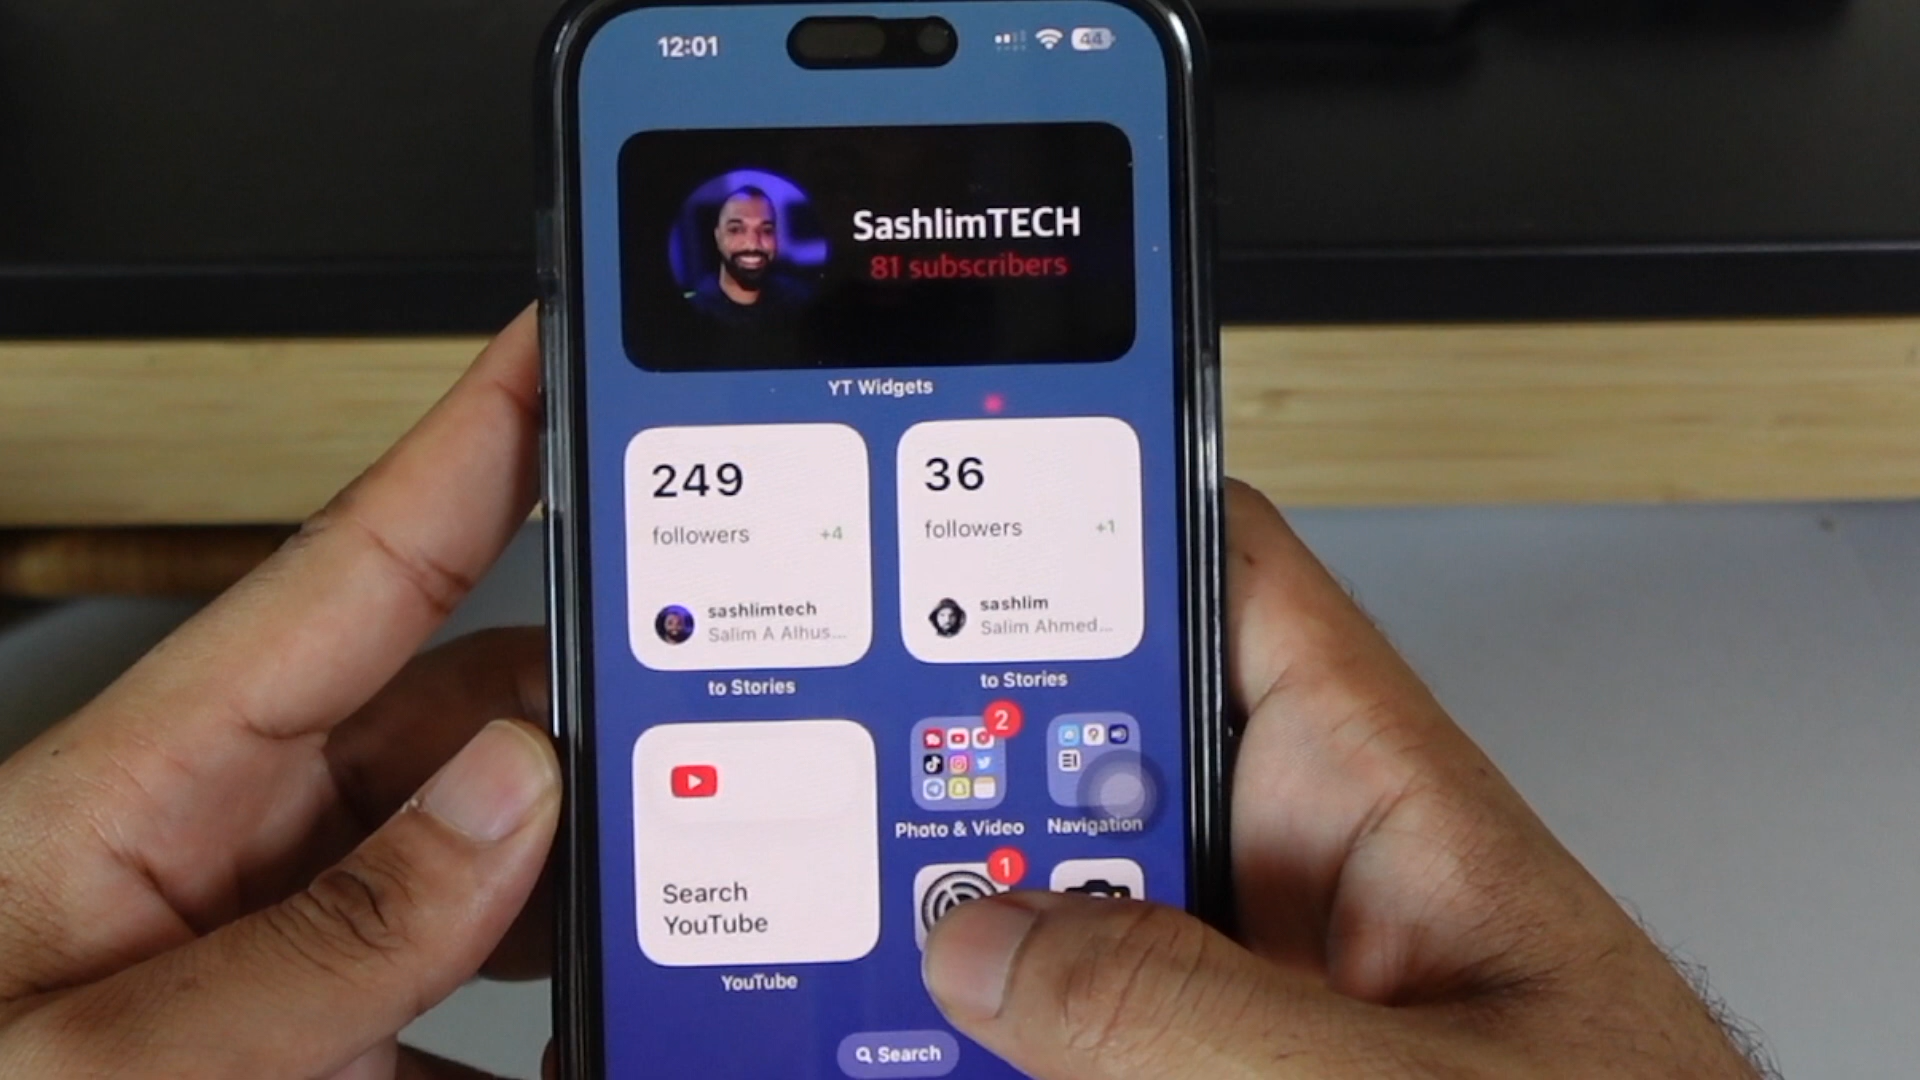 12:01
44
SashlimTECH
81 subscribers
YT Widgets
249
followers +4
sashlimtech
Salim A Alhus...
to Stories
36
followers +1
sashlim
Salim Ahmed...
to Stories
Search
YouTube
YouTube
2
Photo & Video
Navigation
1
Search